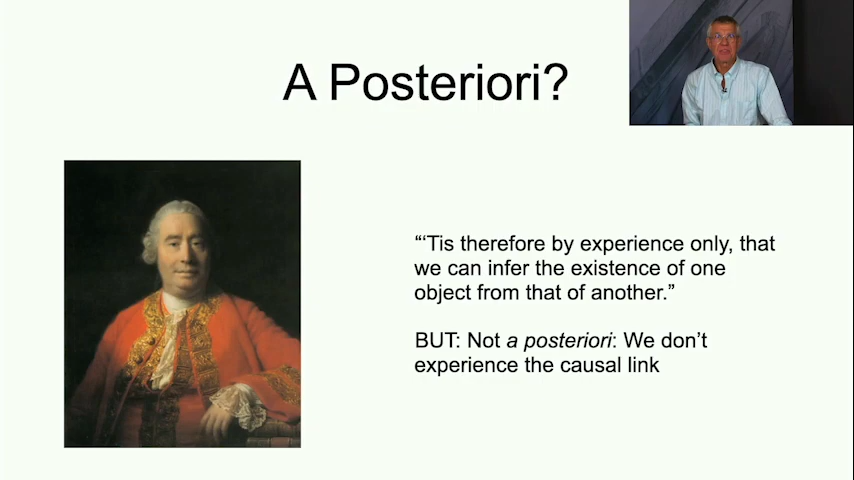 A Posteriori?
“‘Tis therefore by experience only, that
we can infer the existence of one
object from that of another.”
BUT: Not a posteriori: We don’t
experience the causal link